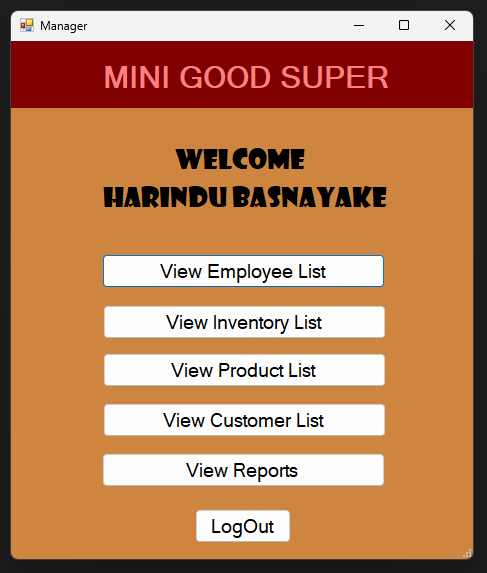 Manager
MINI GOOD SUPER
WELCOME
HARINDU BASNAYAKE
View Employee List
View Inventory List
View Product List
View Customer List
View Reports
LogOut